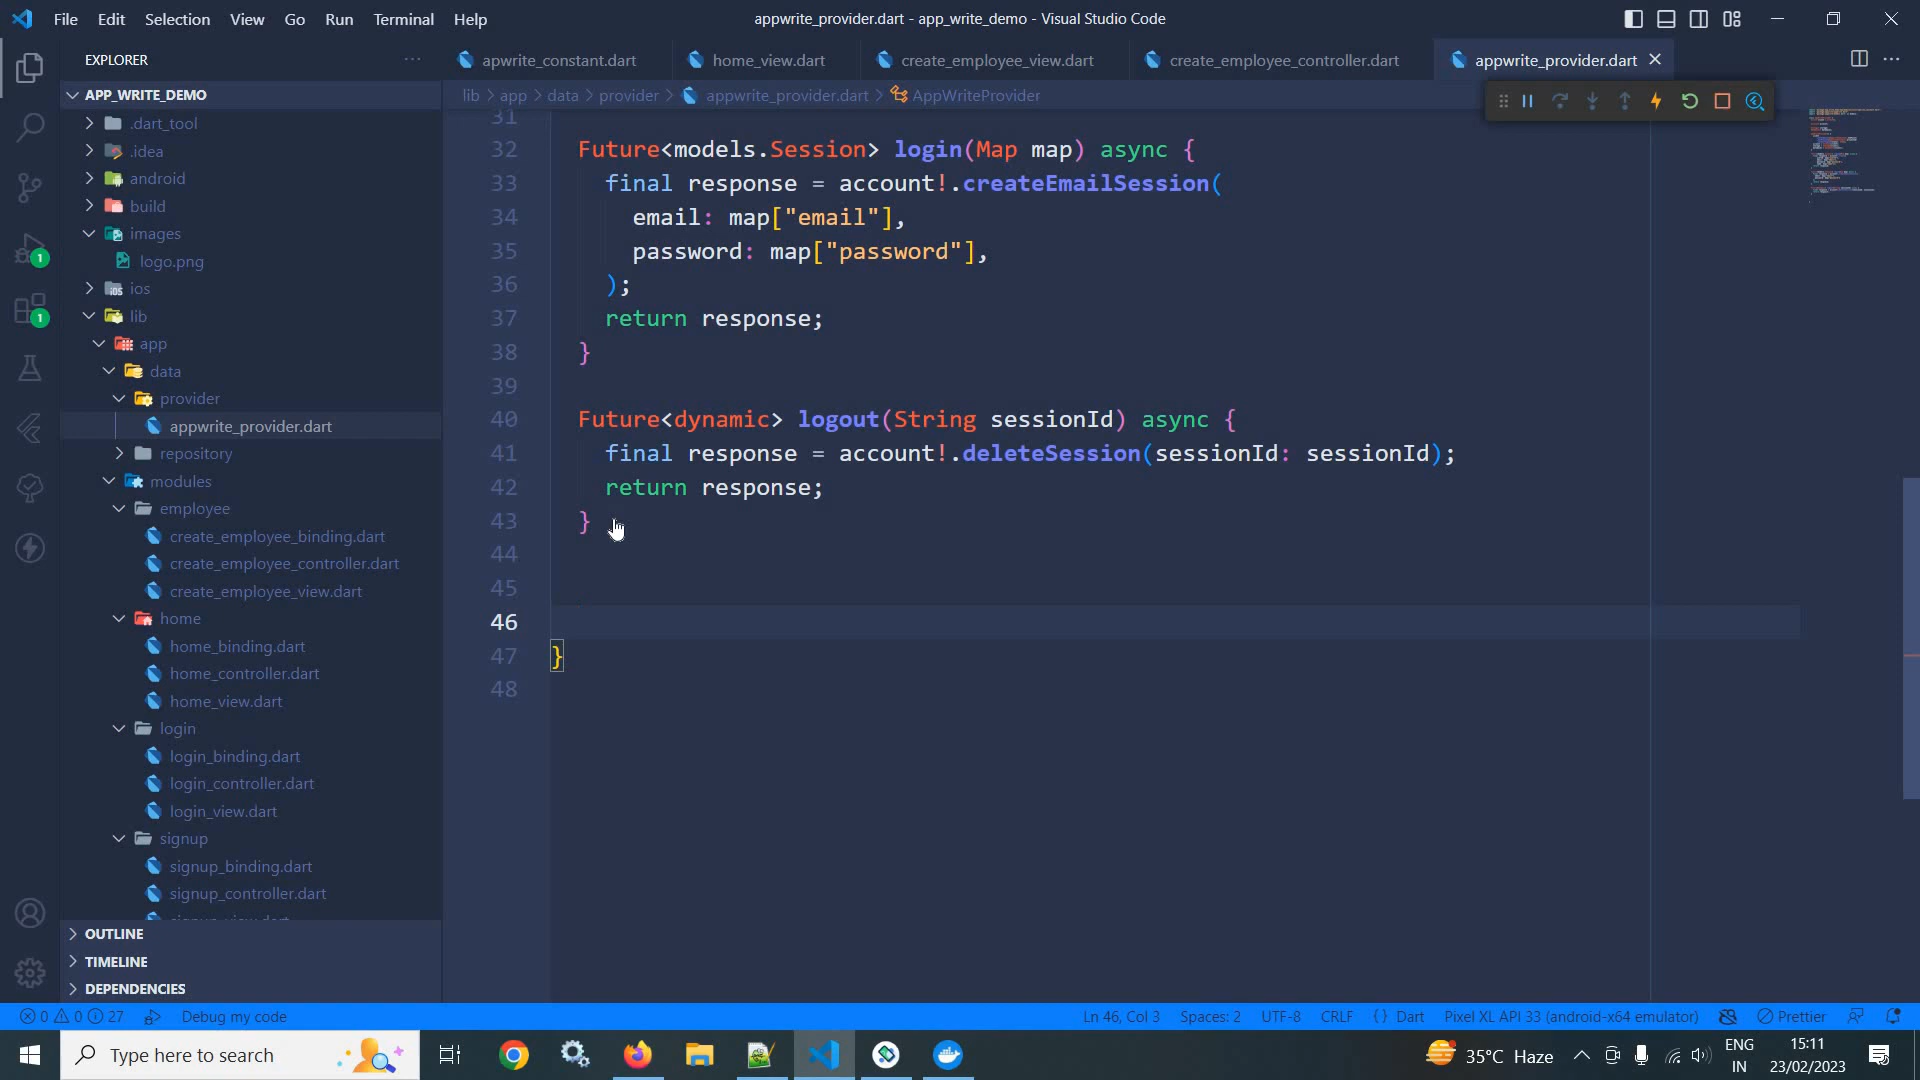 File Edit Selection View Go Run Terminal Help
appwrite_provider.dart - app_write_demo - Visual Studio Code
EXPLORER
apwrite_constant.dart
home_view.dart
create_employee_view.dart
create_employee_controller.dart
appwrite_provider.dart
APP_WRITE_DEMO
lib > app > data > provider > appwrite_provider.dart > AppWriteProvider
.dart_tool
.idea
android
build
images
logo.png
ios
lib
app
data
provider
appwrite_provider.dart
repository
modules
employee
create_employee_binding.dart
create_employee_controller.dart
create_employee_view.dart
home
home_binding.dart
home_controller.dart
home_view.dart
login
login_binding.dart
login_controller.dart
login_view.dart
signup
signup_binding.dart
signup_controller.dart
signup_view.dart
OUTLINE
TIMELINE
DEPENDENCIES
1
1
31
32 Future<models.Session> login(Map map) async {
33 final response = account!.createEmailSession(
34 email: map["email"],
35 password: map["password"],
36 );
37 return response;
38 }
39
40 Future<dynamic> logout(String sessionId) async {
41 final response = account!.deleteSession(sessionId: sessionId);
42 return response;
43 }
44
45
46
47 }
48
0 0 27 Debug my code
Ln 46, Col 3 Spaces: 2 UTF-8 CRLF {} Dart Pixel XL API 33 (android-x64 emulator) Prettier
Type here to search
35°C Haze
ENG
IN
15:11
23/02/2023